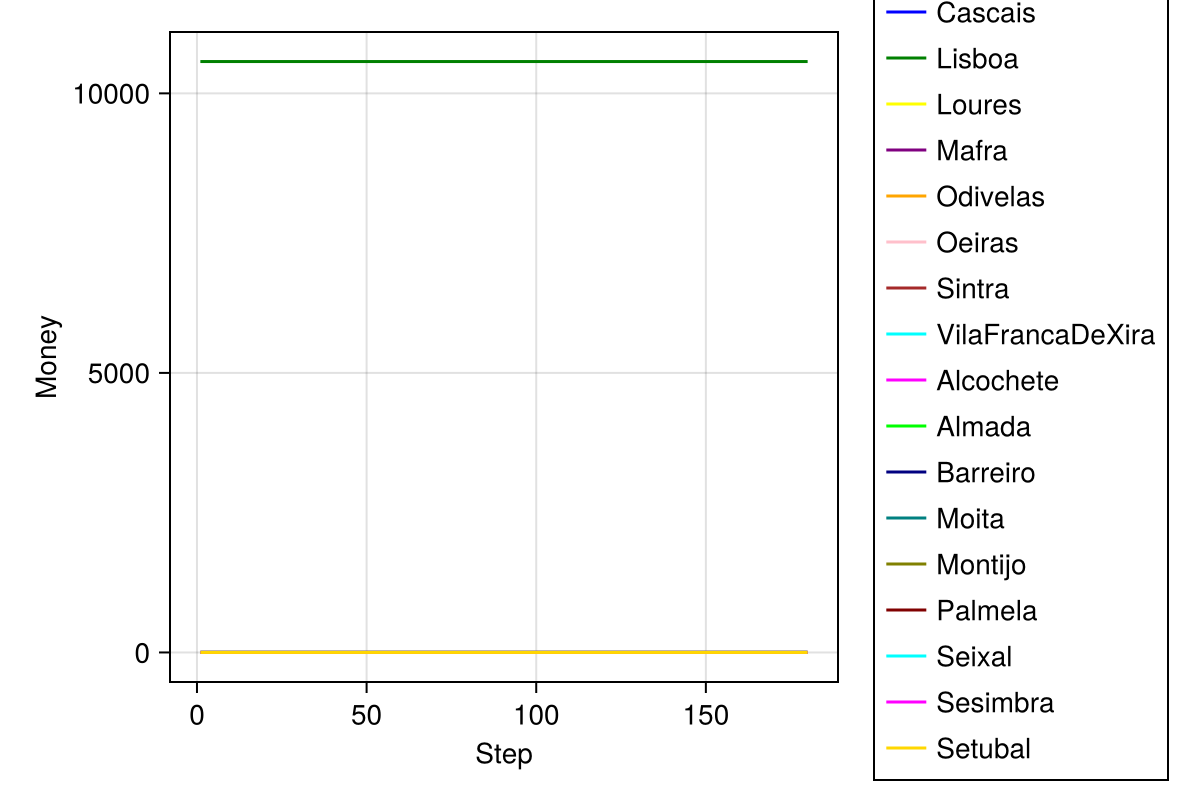 10000
5000
0
Money
0 50 100 150
Step
Cascais
Lisboa
Loures
Mafra
Odivelas
Oeiras
Sintra
VilaFrancaDeXira
Alcochete
Almada
Barreiro
Moita
Montijo
Palmela
Seixal
Sesimbra
Setubal